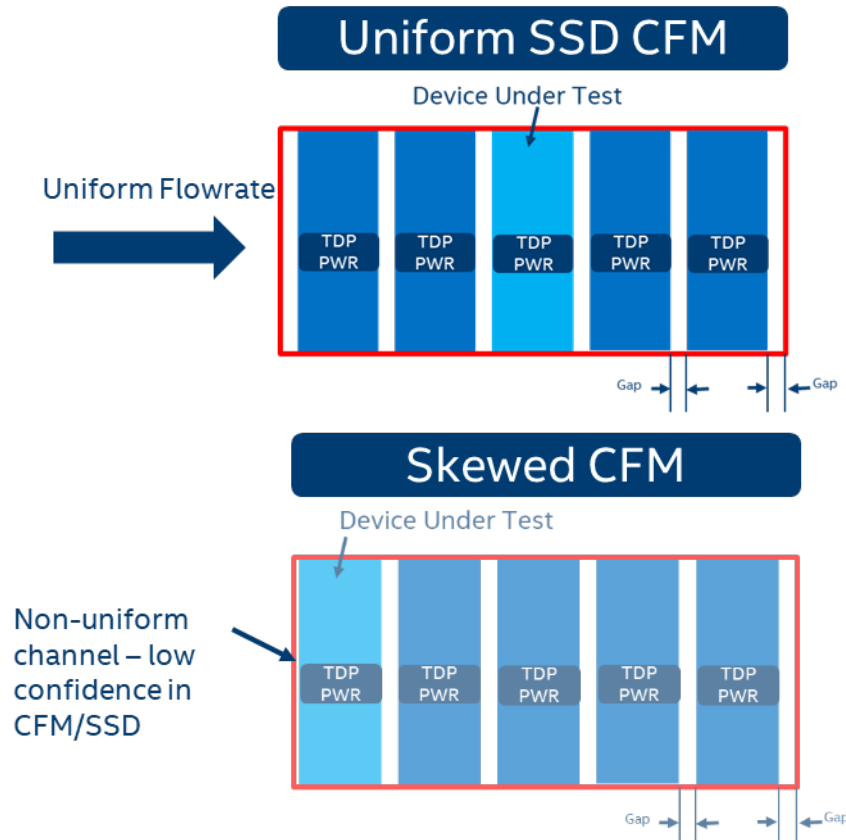 Uniform SSD CFM
Device Under Test
Uniform Flowrate
TDP
PWR
TDP
PWR
TDP
PWR
TDP
PWR
TDP
PWR
Gap
Gap
Skewed CFM
Device Under Test
Non-uniform
channel – low
confidence in
CFM/SSD
TDP
PWR
TDP
PWR
TDP
PWR
TDP
PWR
TDP
PWR
Gap
Gap